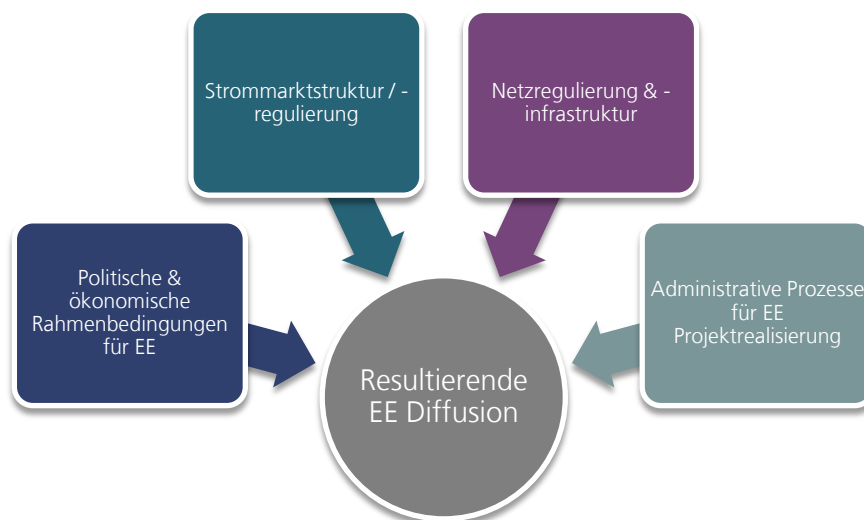 Strommarktstruktur / -
regulierung
Netzregulierung & -
infrastruktur
Politische &
ökonomische
Rahmenbedingungen
für EE
Administrative Prozesse
für EE
Projektrealisierung
Resultierende
EE Diffusion